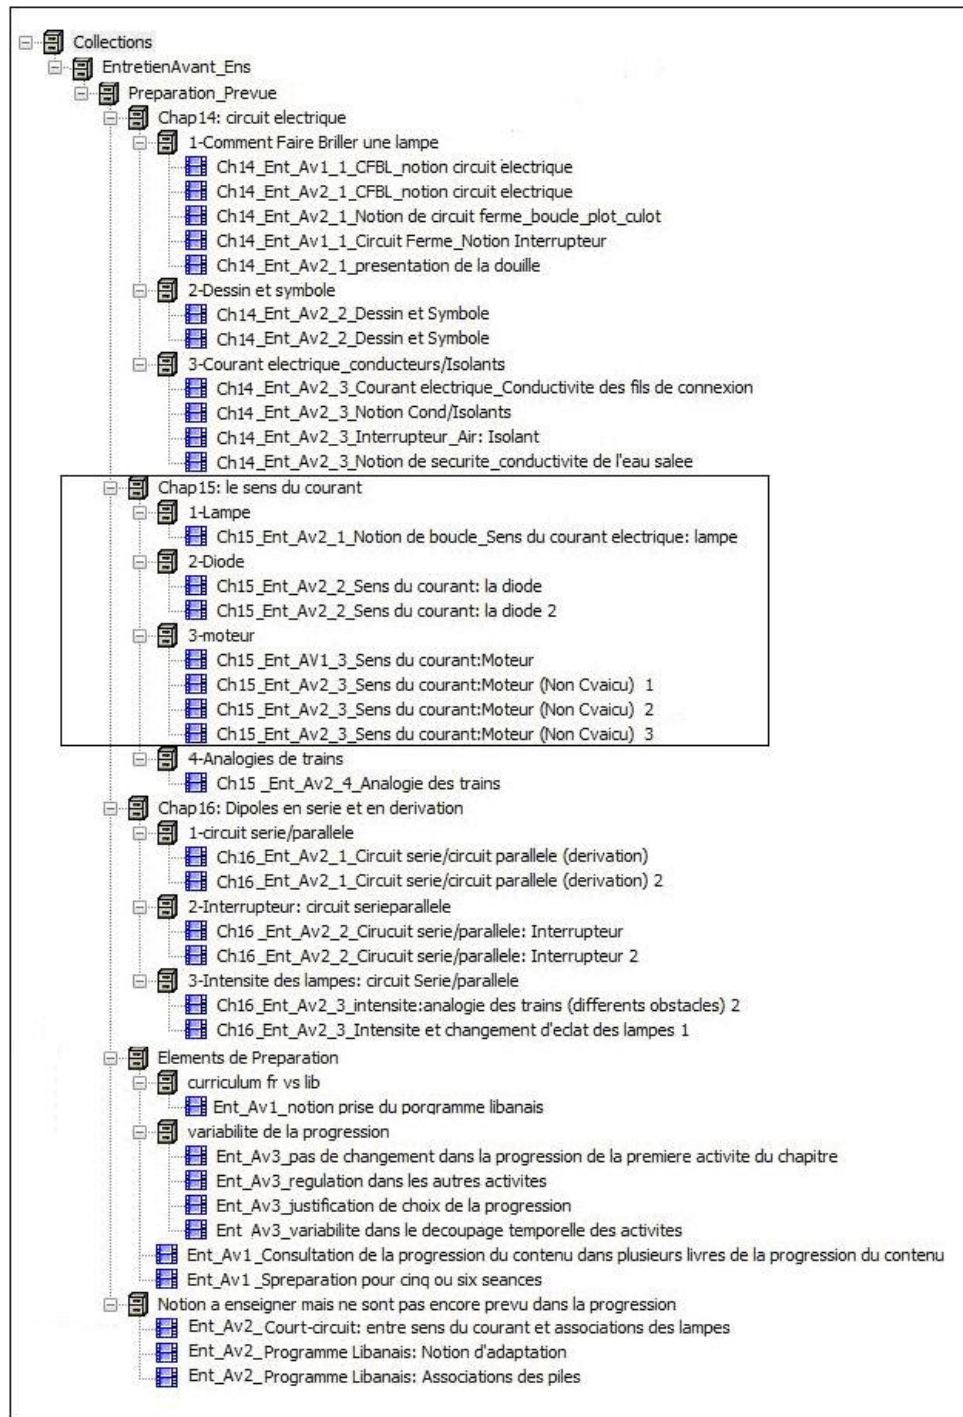 Collections
EntretienAvant_Ens
Preparation_Prevue
Chap14: circuit electrique
1-Comment Faire Briller une lampe
Ch14_Ent_Av1_1_CFBL_notion circuit electrique
Ch14_Ent_Av2_1_CFBL_notion circuit electrique
Ch14_Ent_Av2_1_Notion de circuit ferme_boucle_plot_culot
Ch14_Ent_Av1_1_Circuit Ferme_Notion Interrupteur
Ch14_Ent_Av2_1_presentation de la douille
2-Dessin et symbole
Ch14_Ent_Av2_2_Dessin et Symbole
Ch14_Ent_Av2_2_Dessin et Symbole
3-Courant electrique_conducteurs/Isolants
Ch14_Ent_Av2_3_Courant electrique_Conductivite des fils de connexion
Ch14_Ent_Av2_3_Notion Cond/Isolants
Ch14_Ent_Av2_3_Interrupteur_Air: Isolant
Ch14_Ent_Av2_3_Notion de securite_conductivite de l'eau salee
Chap15: le sens du courant
1-Lampe
Ch15_Ent_Av2_1_Notion de boucle_Sens du courant electrique: lampe
2-Diode
Ch15_Ent_Av2_2_Sens du courant: la diode
Ch15_Ent_Av2_2_Sens du courant: la diode 2
3-moteur
Ch15_Ent_AV1_3_Sens du courant:Moteur
Ch15_Ent_Av2_3_Sens du courant:Moteur (Non Cvaicu) 1
Ch15_Ent_Av2_3_Sens du courant:Moteur (Non Cvaicu) 2
Ch15_Ent_Av2_3_Sens du courant:Moteur (Non Cvaicu) 3
4-Analogies de trains
Ch15 _Ent_Av2_4_Analogie des trains
Chap16: Dipoles en serie et en derivation
1-circuit serie/parallele
Ch16_Ent_Av2_1_Circuit serie/circuit parallele (derivation)
Ch16_Ent_Av2_1_Circuit serie/circuit parallele (derivation) 2
2-Interrupteur: circuit serieparallele
Ch16 _Ent_Av2_2_Cirucuit serie/parallele: Interrupteur
Ch16_Ent_Av2_2_Cirucuit serie/parallele: Interrupteur 2
3-Intensite des lampes: circuit Serie/parallele
Ch16_Ent_Av2_3_intensite:analogie des trains (differents obstacles) 2
Ch16_Ent_Av2_3_Intensite et changement d'eclat des lampes 1
Elements de Preparation
curriculum fr vs lib
Ent_Av1_notion prise du porgramme libanais
variabilite de la progression
Ent_Av3_pas de changement dans la progression de la premiere activite du chapitre
Ent_Av3_regulation dans les autres activites
Ent_Av3_justification de choix de la progression
Ent Av3_variabilite dans le decoupage temporelle des activites
Ent_Av1_Consultation de la progression du contenu dans plusieurs livres de la progression du contenu
Ent_Av1_Spreparation pour cinq ou six seances
Notion a enseigner mais ne sont pas encore prevu dans la progression
Ent_Av2_Court-circuit: entre sens du courant et associations des lampes
Ent_Av2_Programme Libanais: Notion d'adaptation
Ent_Av2_Programme Libanais: Associations des piles